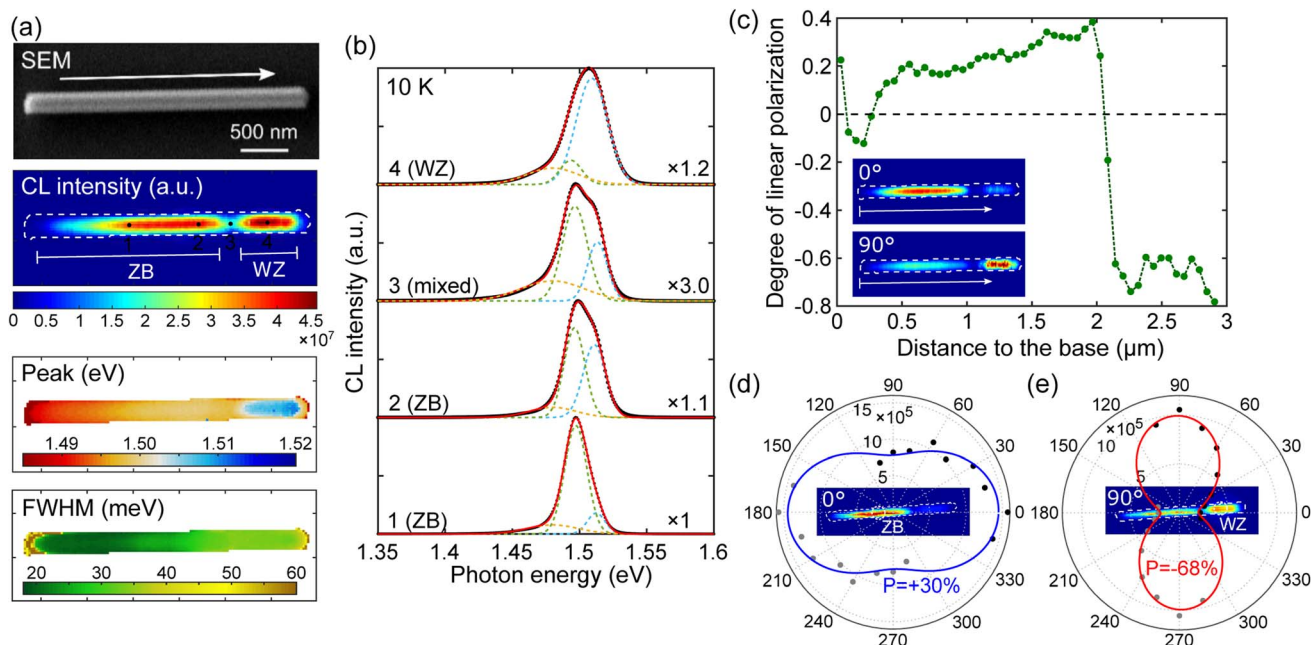 (a)
SEM
500 nm
CL intensity (a.u.)
1 2 3 4
ZB WZ
0 0.5 1 1.5 2 2.5 3 3.5 4 4.5
×10⁷
Peak (eV)
1.49 1.50 1.51 1.52
FWHM (meV)
20 30 40 50 60
(b)
10 K
4 (WZ) ×1.2
3 (mixed) ×3.0
2 (ZB) ×1.1
1 (ZB) ×1
CL intensity (a.u.)
1.35 1.4 1.45 1.5 1.55 1.6
Photon energy (eV)
(c)
Degree of linear polarization
0.4
0.2
0
-0.2
-0.4
-0.6
-0.8
0°
90°
0 0.5 1 1.5 2 2.5 3
Distance to the base (µm)
(d)
90
120 60
15 ×10⁵
150 10 30
5
0°
180 0
ZB
P=+30%
210 330
240 300
270
(e)
90
120 60
×10⁵
150 10 30
5
90°
180 0
WZ
P=-68%
210 330
240 300
270